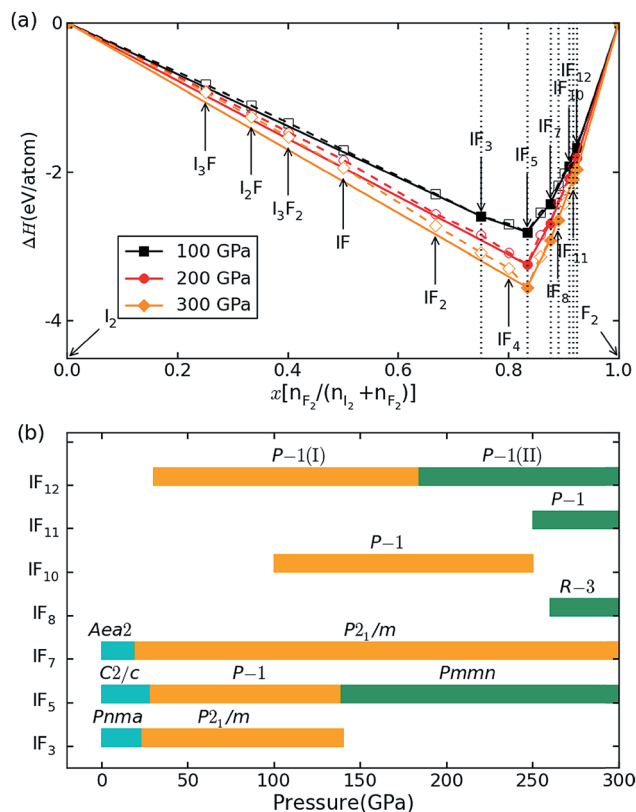 (a)
0
-2
-4
ΔH(eV/atom)
I₃F
I₂F
I₃F₂
IF
IF₂
IF₃
IF₄
IF₅
IF₇
IF₈
IF₁₀
IF₁₁
IF₁₂
100 GPa
200 GPa
300 GPa
I₂
F₂
0.0 0.2 0.4 0.6 0.8 1.0
x[n_F₂/(n_I₂+n_F₂)]
(b)
IF₁₂ P−1(I) P−1(II)
IF₁₁ P−1
IF₁₀ P−1
IF₈ R−3
IF₇ Aea2 P2₁/m
IF₅ C2/c P−1 Pmmn
IF₃ Pnma P2₁/m
0 50 100 150 200 250 300
Pressure(GPa)